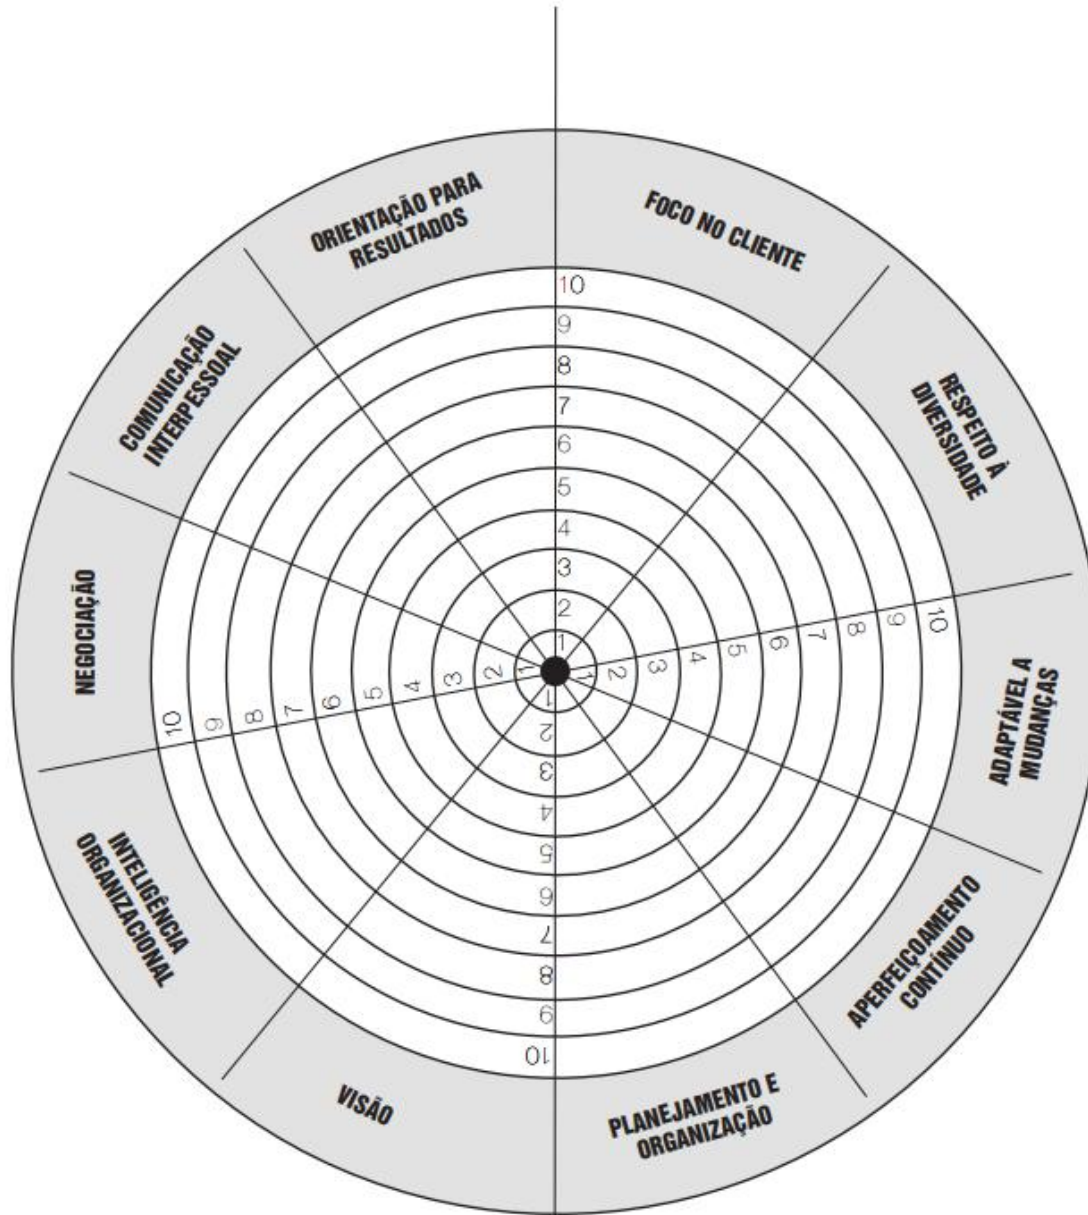 ORIENTAÇÃO PARA
RESULTADOS
FOCO NO CLIENTE
RESPEITO À
DIVERSIDADE
ADAPTÁVEL A
MUDANÇAS
APERFEIÇOAMENTO
CONTÍNUO
PLANEJAMENTO E
ORGANIZAÇÃO
VISÃO
INTELIGÊNCIA
ORGANIZACIONAL
NEGOCIAÇÃO
COMUNICAÇÃO
INTERPESSOAL
10
9
8
7
6
5
4
3
2
1
1 2 3 4 5 6 7 8 9 10
1
2
3
4
5
6
7
8
9
10
10 9 8 7 6 5 4 3 2 1